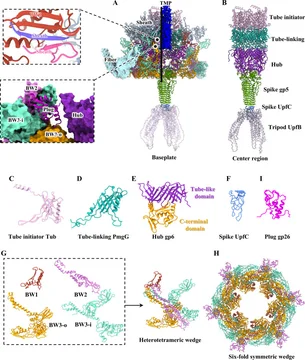 A
TMP
Sheath
Fiber
Baseplate
BW2
Plug
Hub
BW3-i
BW3-o
B
Tube initiator
Tube-linking
Hub
Spike gp5
Spike UpfC
Tripod UpfB
Center region
C
Tube initiator Tub
D
Tube-linking PmgG
E
Tube-like
domain
C-terminal
domain
Hub gp6
F
Spike UpfC
I
Plug gp26
G
BW1
BW2
BW3-o
BW3-i
Heterotetrameric wedge
H
Six-fold symmetric wedge